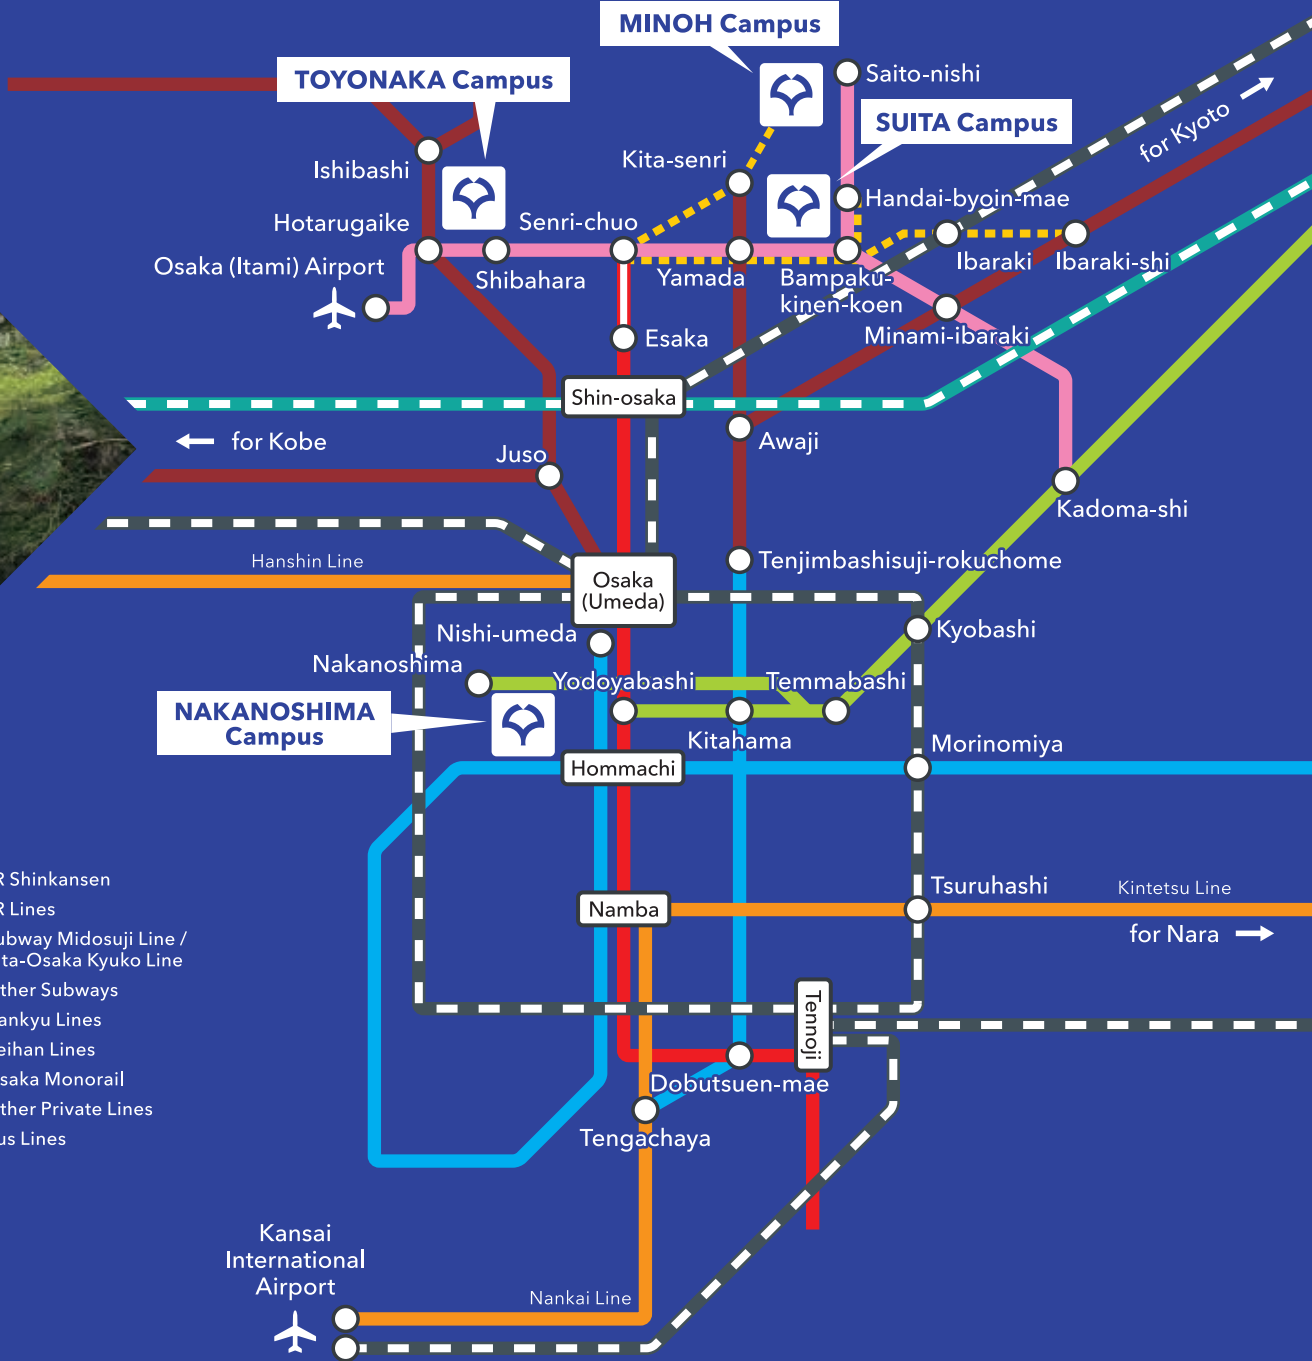 MINOH Campus
TOYONAKA Campus
Saito-nishi
SUITA Campus
for Kyoto
Kita-senri
Ishibashi
Handai-byoin-mae
Hotarugaike
Senri-chuo
Osaka (Itami) Airport
Shibahara
Yamada
Bampaku-
kinen-koen
Ibaraki
Ibaraki-shi
Esaka
Minami-ibaraki
Shin-osaka
for Kobe
Awaji
Juso
Kadoma-shi
Hanshin Line
Tenjimbashisuji-rokuchome
Osaka
(Umeda)
Nishi-umeda
Kyobashi
Nakanoshima
Yodoyabashi
Temmabashi
NAKANOSHIMA
Campus
Kitahama
Morinomiya
Hommachi
R Shinkansen
R Lines
ubway Midosuji Line /
ta-Osaka Kyuko Line
ther Subways
ankyu Lines
eihan Lines
saka Monorail
ther Private Lines
us Lines
Namba
Tsuruhashi
Kintetsu Line
for Nara
Tennoji
Dobutsuen-mae
Tengachaya
Kansai
International
Airport
Nankai Line